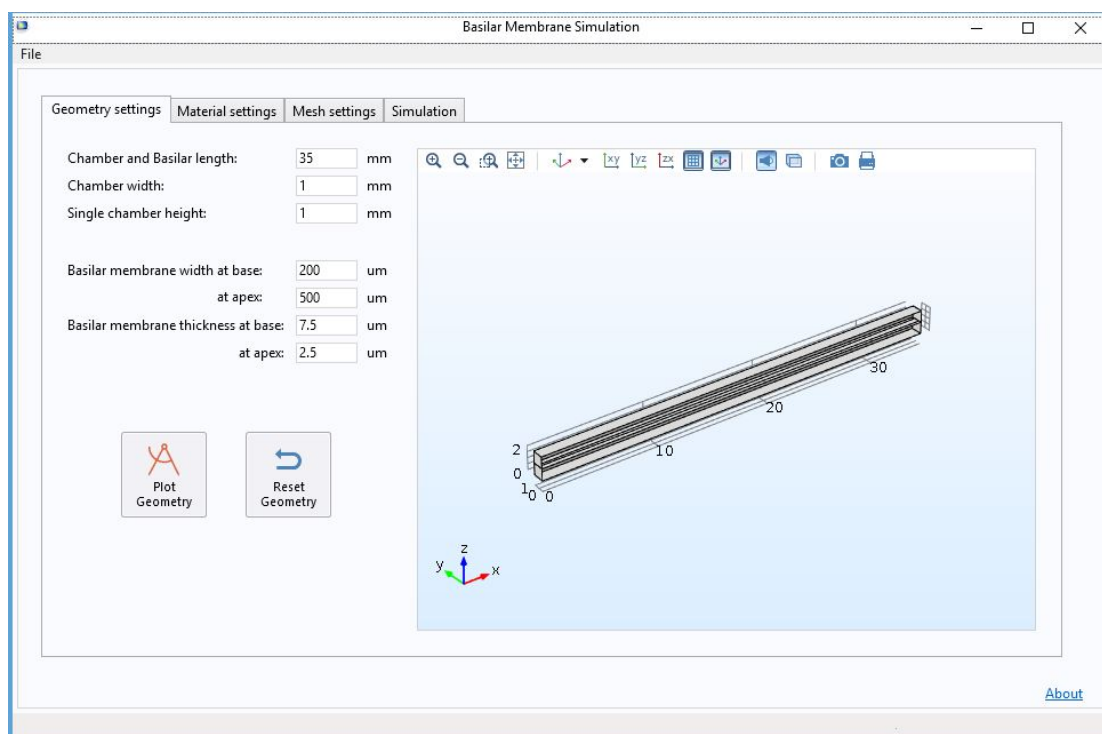 Basilar Membrane Simulation
File
Geometry settings Material settings Mesh settings Simulation
Chamber and Basilar length: 35 mm
Chamber width: 1 mm
Single chamber height: 1 mm
Basilar membrane width at base: 200 um
at apex: 500 um
Basilar membrane thickness at base: 7.5 um
at apex: 2.5 um
Plot
Geometry
Reset
Geometry
xy yz zx
30
20
10
2
0
1
0 0
z
y x
About